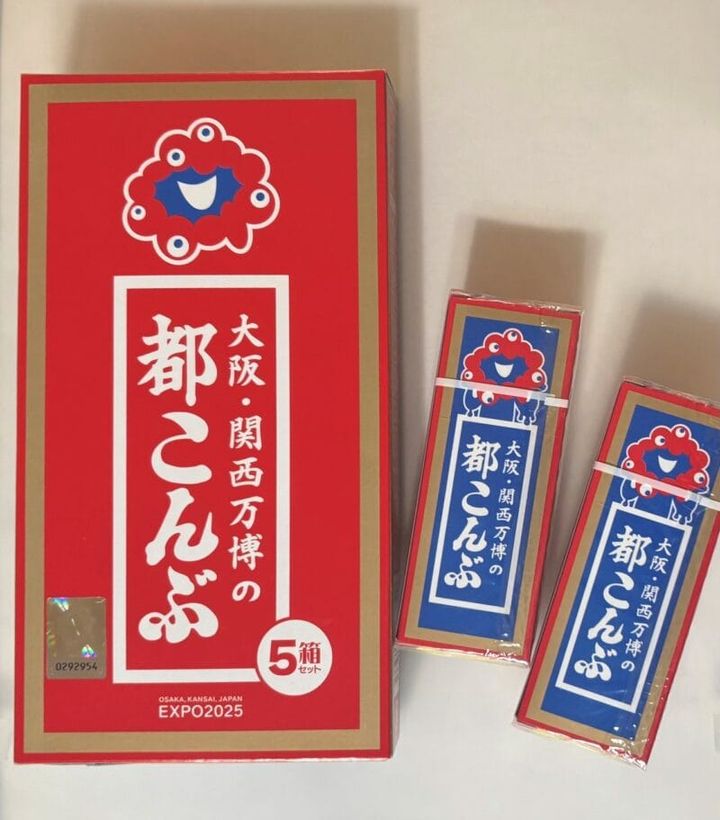 大阪・関西万博の
都こんぶ
5箱
セット
0292954
OSAKA, KANSAI, JAPAN
EXPO2025
大阪・関西万博の
都こんぶ
大阪・関西万博の
都こんぶ